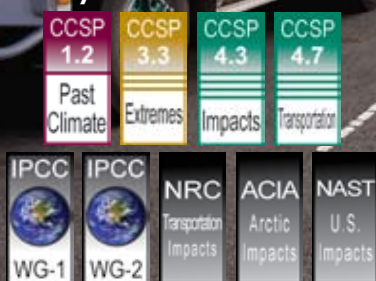 CCSP
1.2
Past
Climate
CCSP
3.3
Extremes
CCSP
4.3
Impacts
CCSP
4.7
Transportation
IPCC
WG-1
IPCC
WG-2
NRC
Transportation
Impacts
ACIA
Arctic
Impacts
NAST
U.S.
Impacts